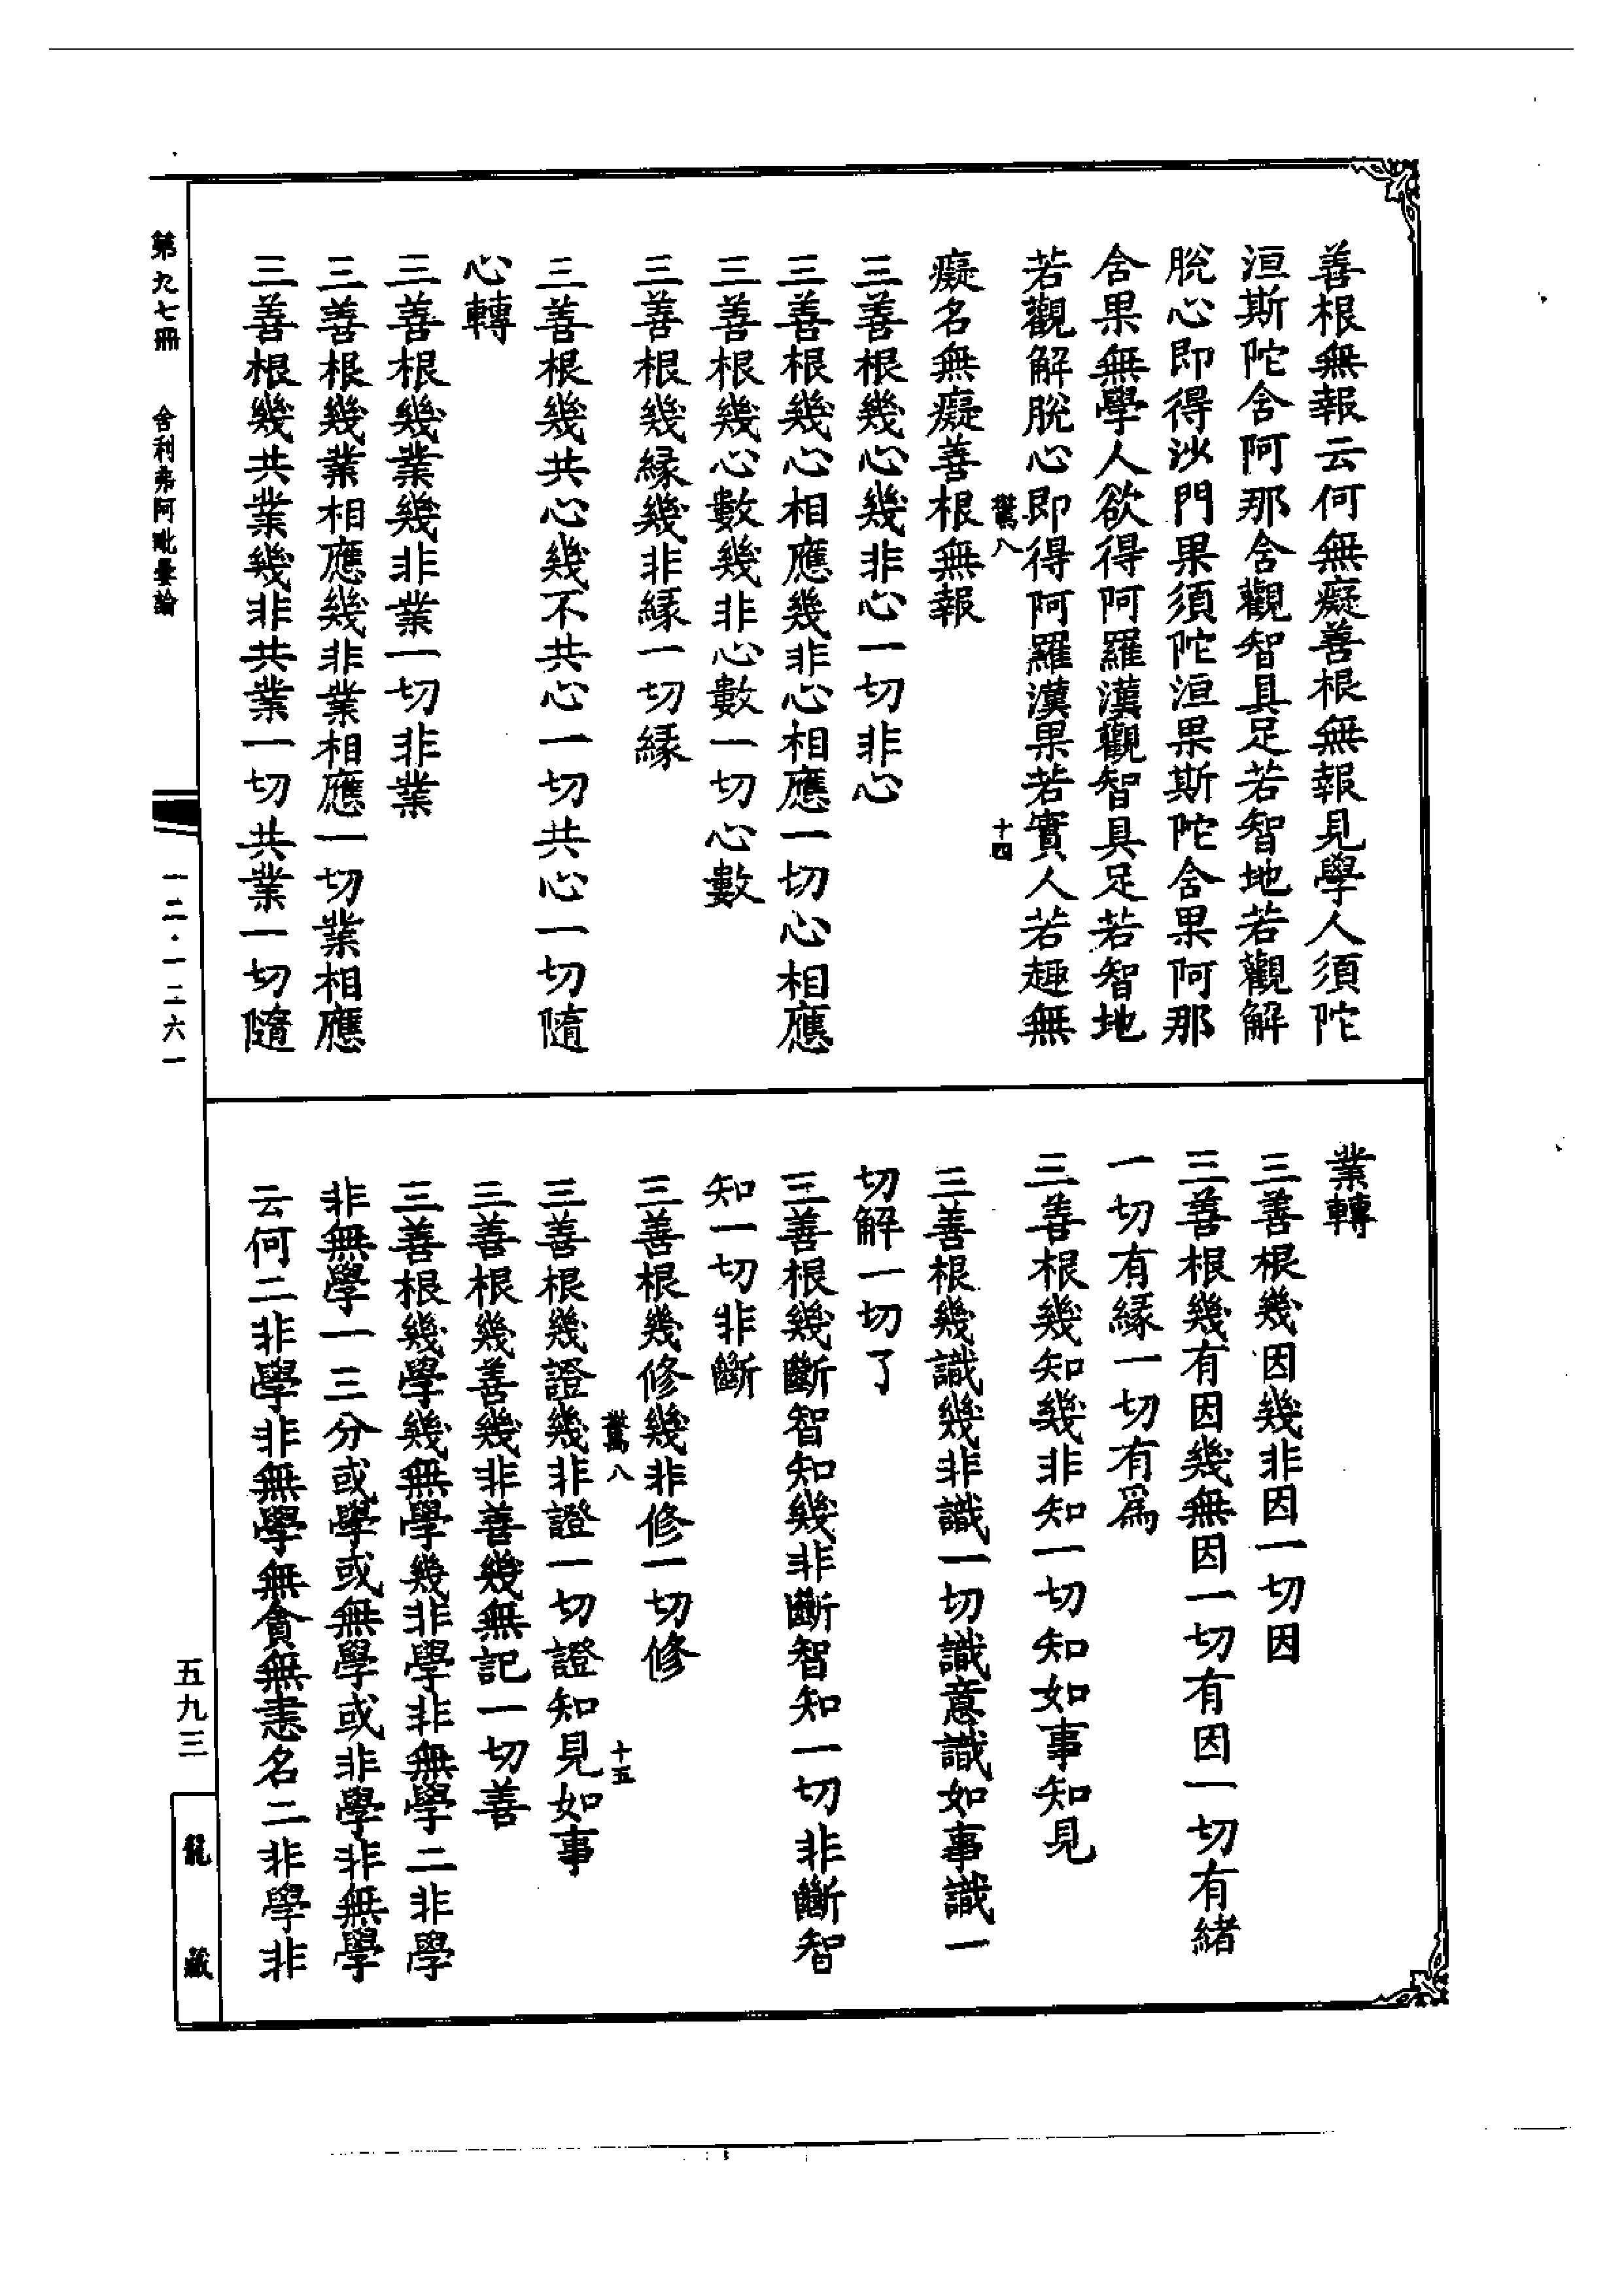 善根無報云何無癡善根無報見學人須陀
洹斯陀含阿那含觀智具足若智地若觀解
脫心即得沙門果須陀洹果斯陀含果阿那
含果無學人欲得阿羅漢觀智具足若智地
若觀解脫心即得阿羅漢果若實人若趣無
癡名無癡善根無報
三善根幾心幾非心一切非心
三善根幾心相應幾非心相應一切心相應
三善根幾心數幾非心數一切心數
三善根幾緣幾非緣一切緣
三善根幾共心幾不共心一切共心一切隨
心轉
三善根幾業幾非業一切非業
三善根幾業相應幾非業相應一切業相應
三善根幾共業幾非共業一切共業一切隨
驚八
十四
業轉
三善根幾因幾非因一切因
三善根幾有因幾無因一切有因一切有緒
一切有緣一切有爲
三善根幾知幾非知一切知如事知見
三善根幾識幾非識一切識意識如事識一
切解一切了
三善根幾斷智知幾非斷智知一切非斷智
知一切非斷
三善根幾修幾非修一切修
三善根幾證幾非證一切證知見如事
三善根幾善幾非善幾無記一切善
三善根幾學幾無學幾非學非無學二非學
非無學一三分或學或無學或非學非無學
云何二非學非無學無貪無恚名二非學非
驚八
十五
第九七冊 舍利弗阿毗曇論
一二·一二六一
五九三
龍藏